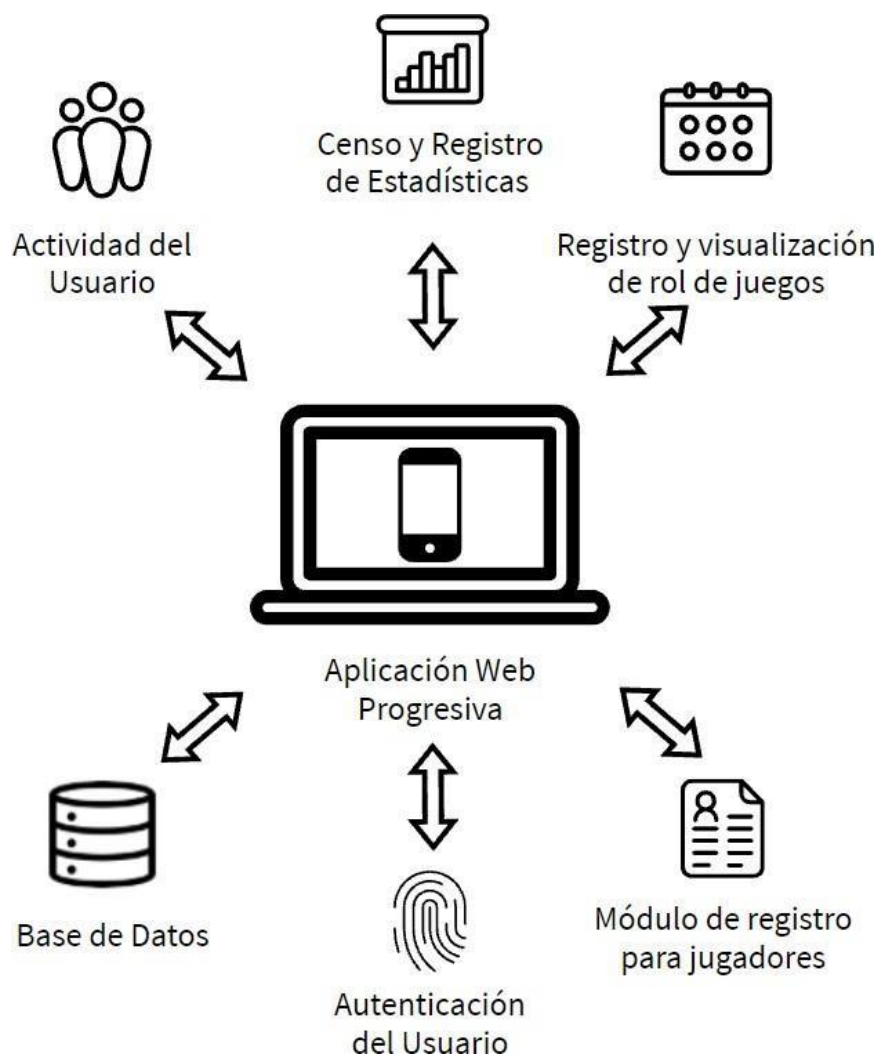 Censo y Registro
de Estadísticas
Actividad del
Usuario
Registro y visualización
de rol de juegos
Aplicación Web
Progresiva
Base de Datos
Autenticación
del Usuario
Módulo de registro
para jugadores